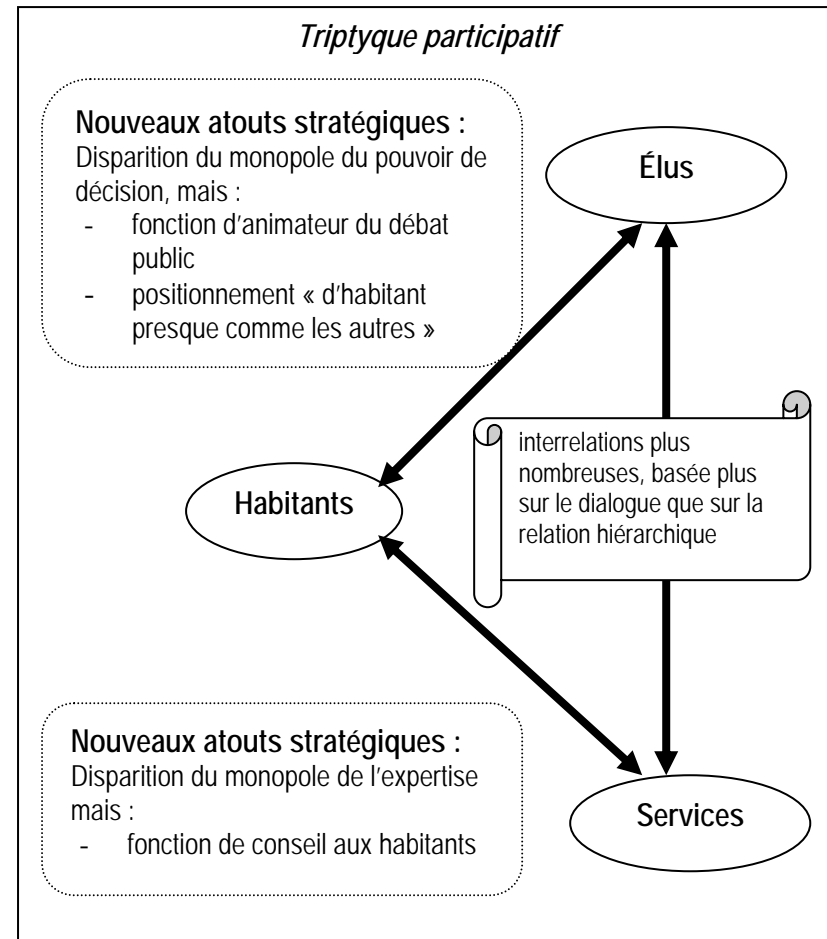 Triptyque participatif
Nouveaux atouts stratégiques :
Disparition du monopole du pouvoir de
décision, mais :
- fonction d'animateur du débat
public
- positionnement « d'habitant
presque comme les autres »
Élus
interrelations plus
nombreuses, basée plus
sur le dialogue que sur la
relation hiérarchique
Habitants
Nouveaux atouts stratégiques :
Disparition du monopole de l'expertise
mais :
- fonction de conseil aux habitants
Services